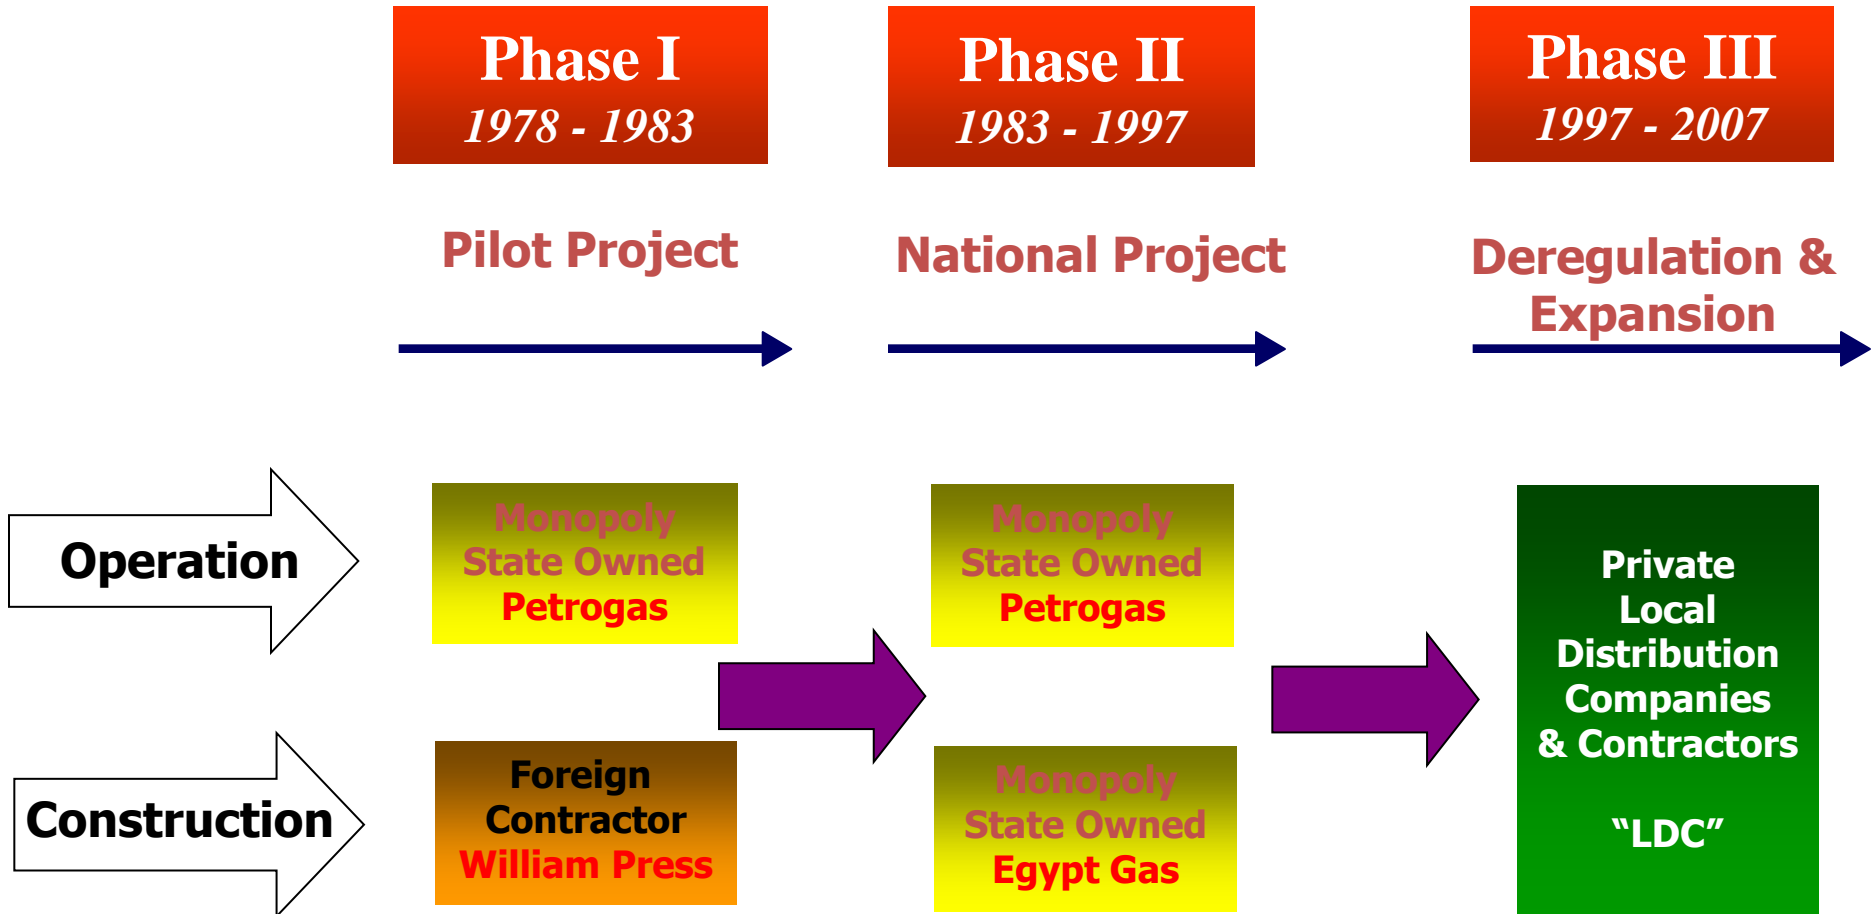 Phase I
1978 - 1983
Phase II
1983 - 1997
Phase III
1997 - 2007
Pilot Project
National Project
Deregulation &
Expansion
Operation
Monopoly
State Owned
Petrogas
Monopoly
State Owned
Petrogas
Private
Local
Distribution
Companies
& Contractors
“LDC”
Construction
Foreign
Contractor
William Press
Monopoly
State Owned
Egypt Gas